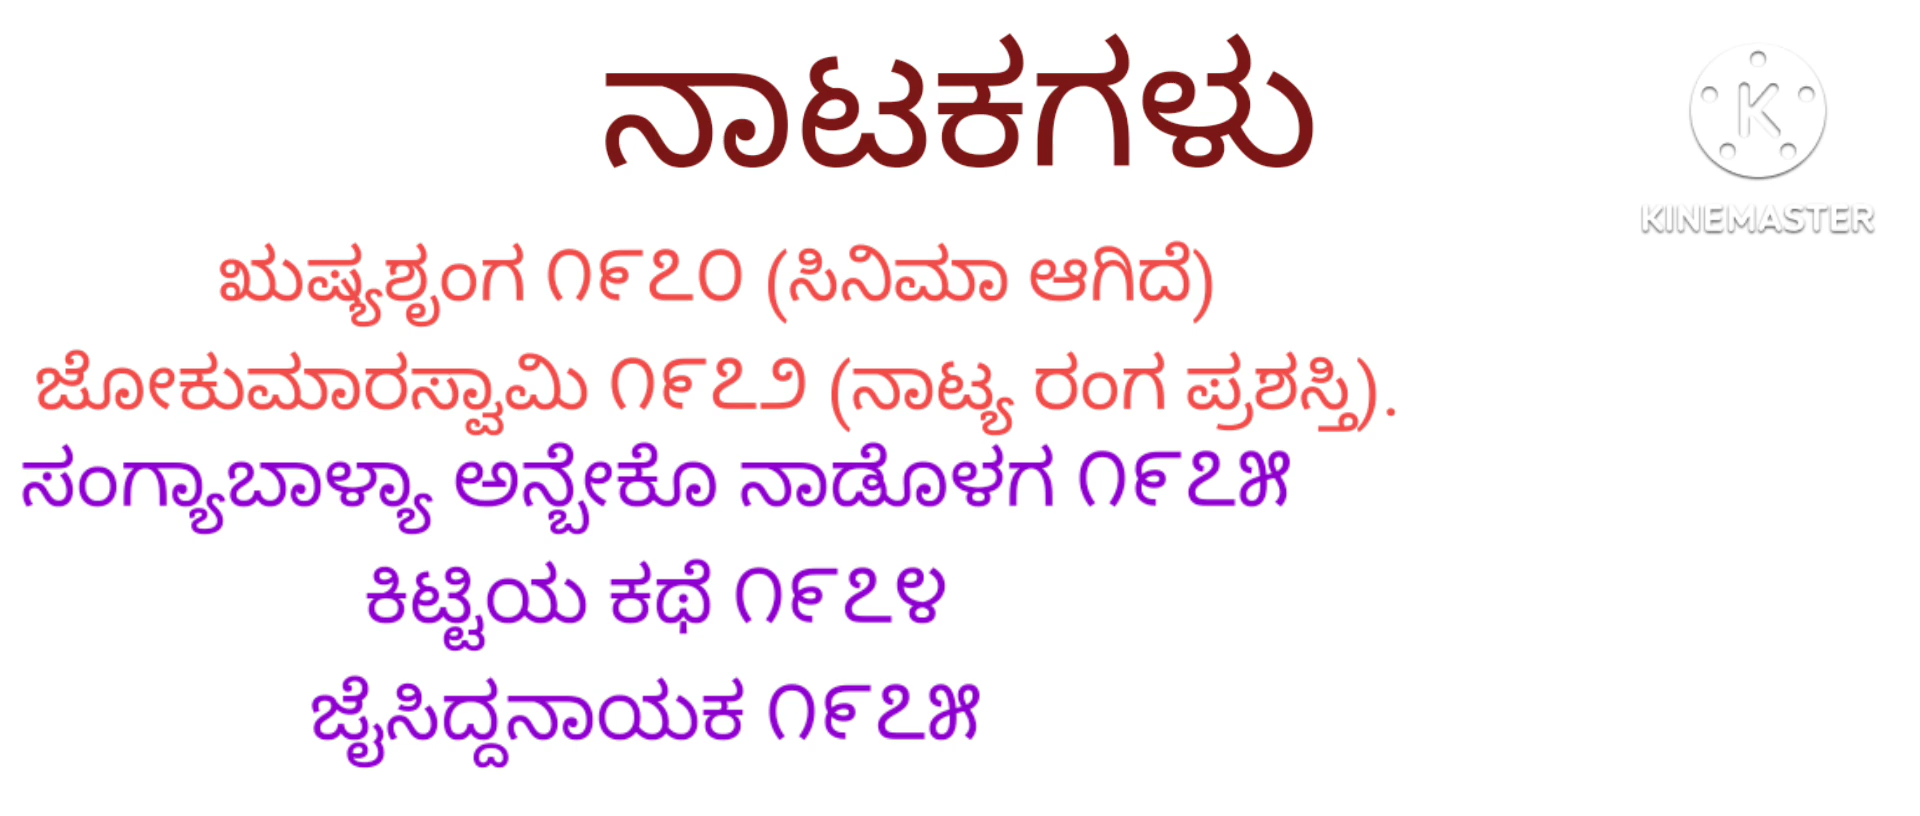 ನಾಟಕಗಳು
KINEMASTER
ಋಷ್ಯಶೃಂಗ ೧೯೭೦ (ಸಿನಿಮಾ ಆಗಿದೆ)
ಜೋಕುಮಾರಸ್ವಾಮಿ ೧೯೭೨ (ನಾಟ್ಯ ರಂಗ ಪ್ರಶಸ್ತಿ).
ಸಂಗ್ಯಾಬಾಳ್ಯಾ ಅನ್ಬೇಕೊ ನಾಡೊಳಗ ೧೯೭೫
ಕಿಟ್ಟಿಯ ಕಥೆ ೧೯೭೪
ಜೈಸಿದ್ದನಾಯಕ ೧೯೭೫